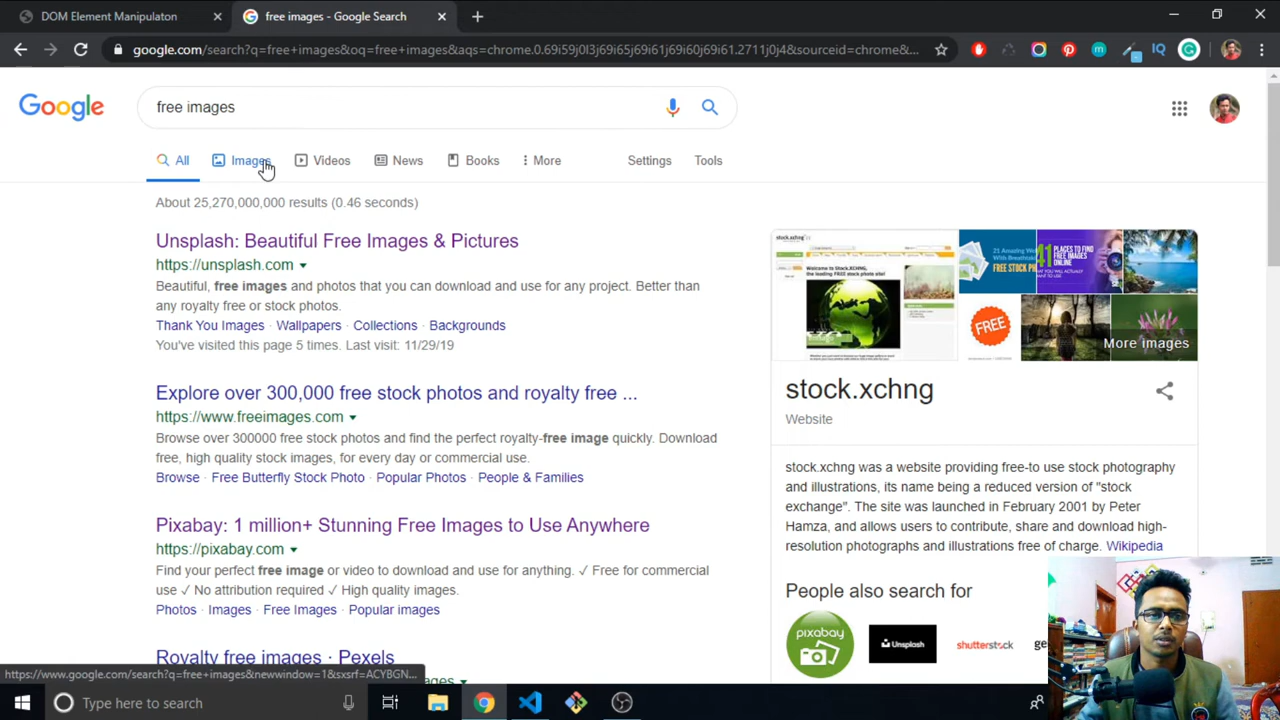 DOM Element Manipulaton
free images - Google Search
google.com/search?q=free+images&oq=free+images&aqs=chrome.0.69i59j0l3j69i65j69i61j69i60j69i61.2711j0j4&sourceid=chrome&...
Google
free images
All Images Videos News Books More Settings Tools
About 25,270,000,000 results (0.46 seconds)
Unsplash: Beautiful Free Images & Pictures
https://unsplash.com
Beautiful, free images and photos that you can download and use for any project. Better than
any royalty free or stock photos.
Thank You Images · Wallpapers · Collections · Backgrounds
You've visited this page 5 times. Last visit: 11/29/19
Explore over 300,000 free stock photos and royalty free ...
https://www.freeimages.com
Browse over 300000 free stock photos and find the perfect royalty-free image quickly. Download
free, high quality stock images, for every day or commercial use.
Browse · Free Butterfly Stock Photo · Popular Photos · People & Families
Pixabay: 1 million+ Stunning Free Images to Use Anywhere
https://pixabay.com
Find your perfect free image or video to download and use for anything. ✓ Free for commercial
use ✓ No attribution required ✓ High quality images.
Photos · Images · Free Images · Popular images
Royalty free images · Pexels
https://www.google.com/search?q=free+images&newwindow=1&sxsrf=ACYBGN...
FREE
More images
stock.xchng
Website
stock.xchng was a website providing free-to use stock photography
and illustrations, its name being a reduced version of "stock
exchange". The site was launched in February 2001 by Peter
Hamza, and allows users to contribute, share and download high-
resolution photographs and illustrations free of charge. Wikipedia
People also search for
pixabay
Unsplash
shutterstock
Type here to search